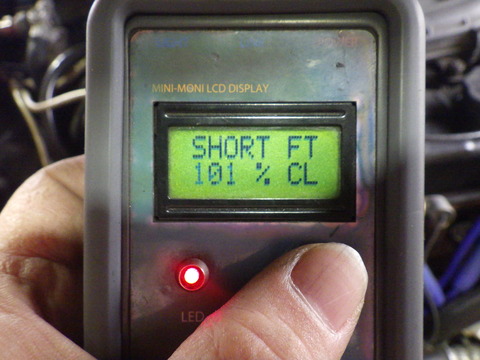 MINI-MONI LCD DISPLAY
SHORT FT
101 % CL
LED